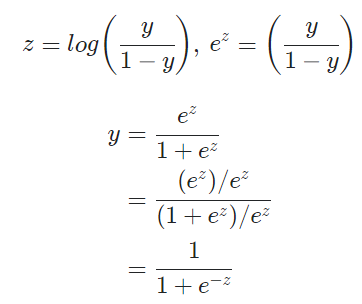 z = log(y / (1 − y)), e^z = (y / (1 − y))
y = e^z / (1 + e^z)
= (e^z)/e^z / (1 + e^z)/e^z
= 1 / (1 + e^−z)